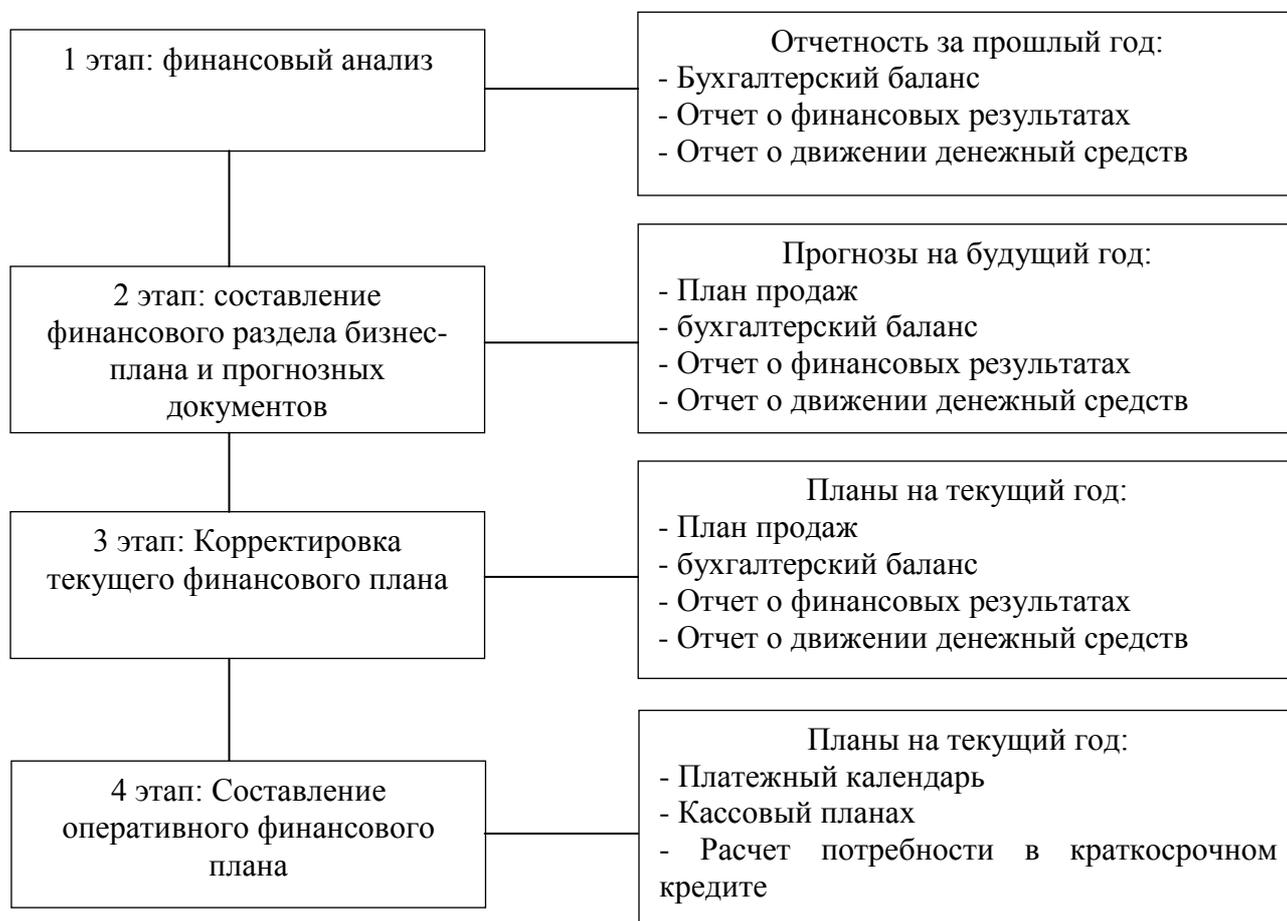 1 этап: финансовый анализ
Отчетность за прошлый год:
- Бухгалтерский баланс
- Отчет о финансовых результатах
- Отчет о движении денежный средств
2 этап: составление
финансового раздела бизнес-
плана и прогнозных
документов
Прогнозы на будущий год:
- План продаж
- бухгалтерский баланс
- Отчет о финансовых результатах
- Отчет о движении денежный средств
3 этап: Корректировка
текущего финансового плана
Планы на текущий год:
- План продаж
- бухгалтерский баланс
- Отчет о финансовых результатах
- Отчет о движении денежный средств
4 этап: Составление
оперативного финансового
плана
Планы на текущий год:
- Платежный календарь
- Кассовый планах
- Расчет потребности в краткосрочном
кредите